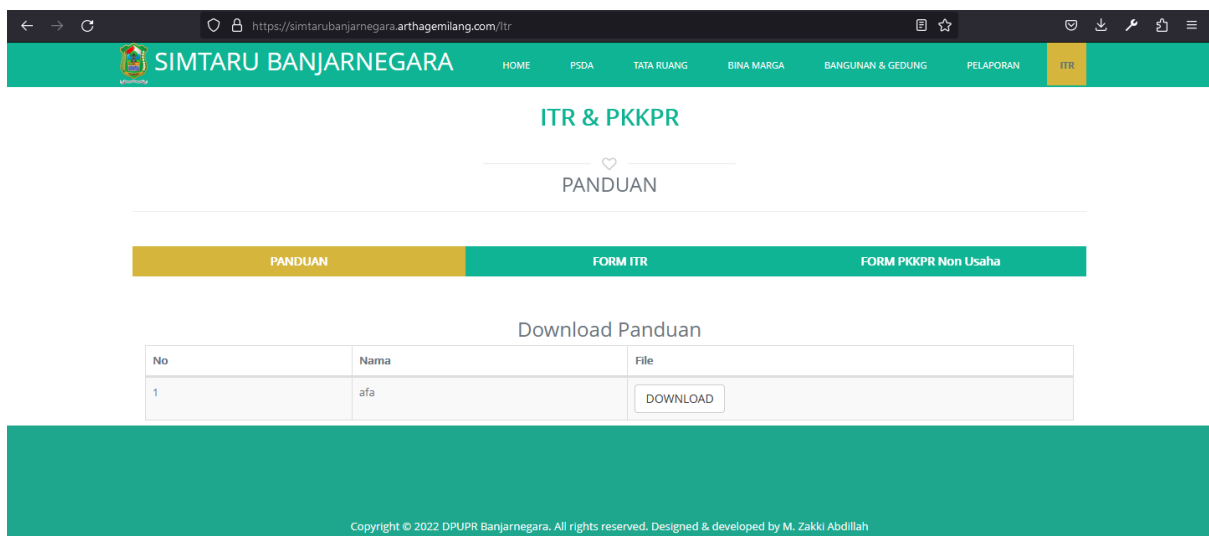 https://simtarubanjarnegara.arthagemilang.com/Itr
SIMTARU BANJARNEGARA HOME PSDA TATA RUANG BINA MARGA BANGUNAN & GEDUNG PELAPORAN ITR
ITR & PKKPR
PANDUAN
PANDUAN FORM ITR FORM PKKPR Non Usaha
Download Panduan
No Nama File
1 afa DOWNLOAD
Copyright © 2022 DPUPR Banjarnegara. All rights reserved. Designed & developed by M. Zakki Abdillah